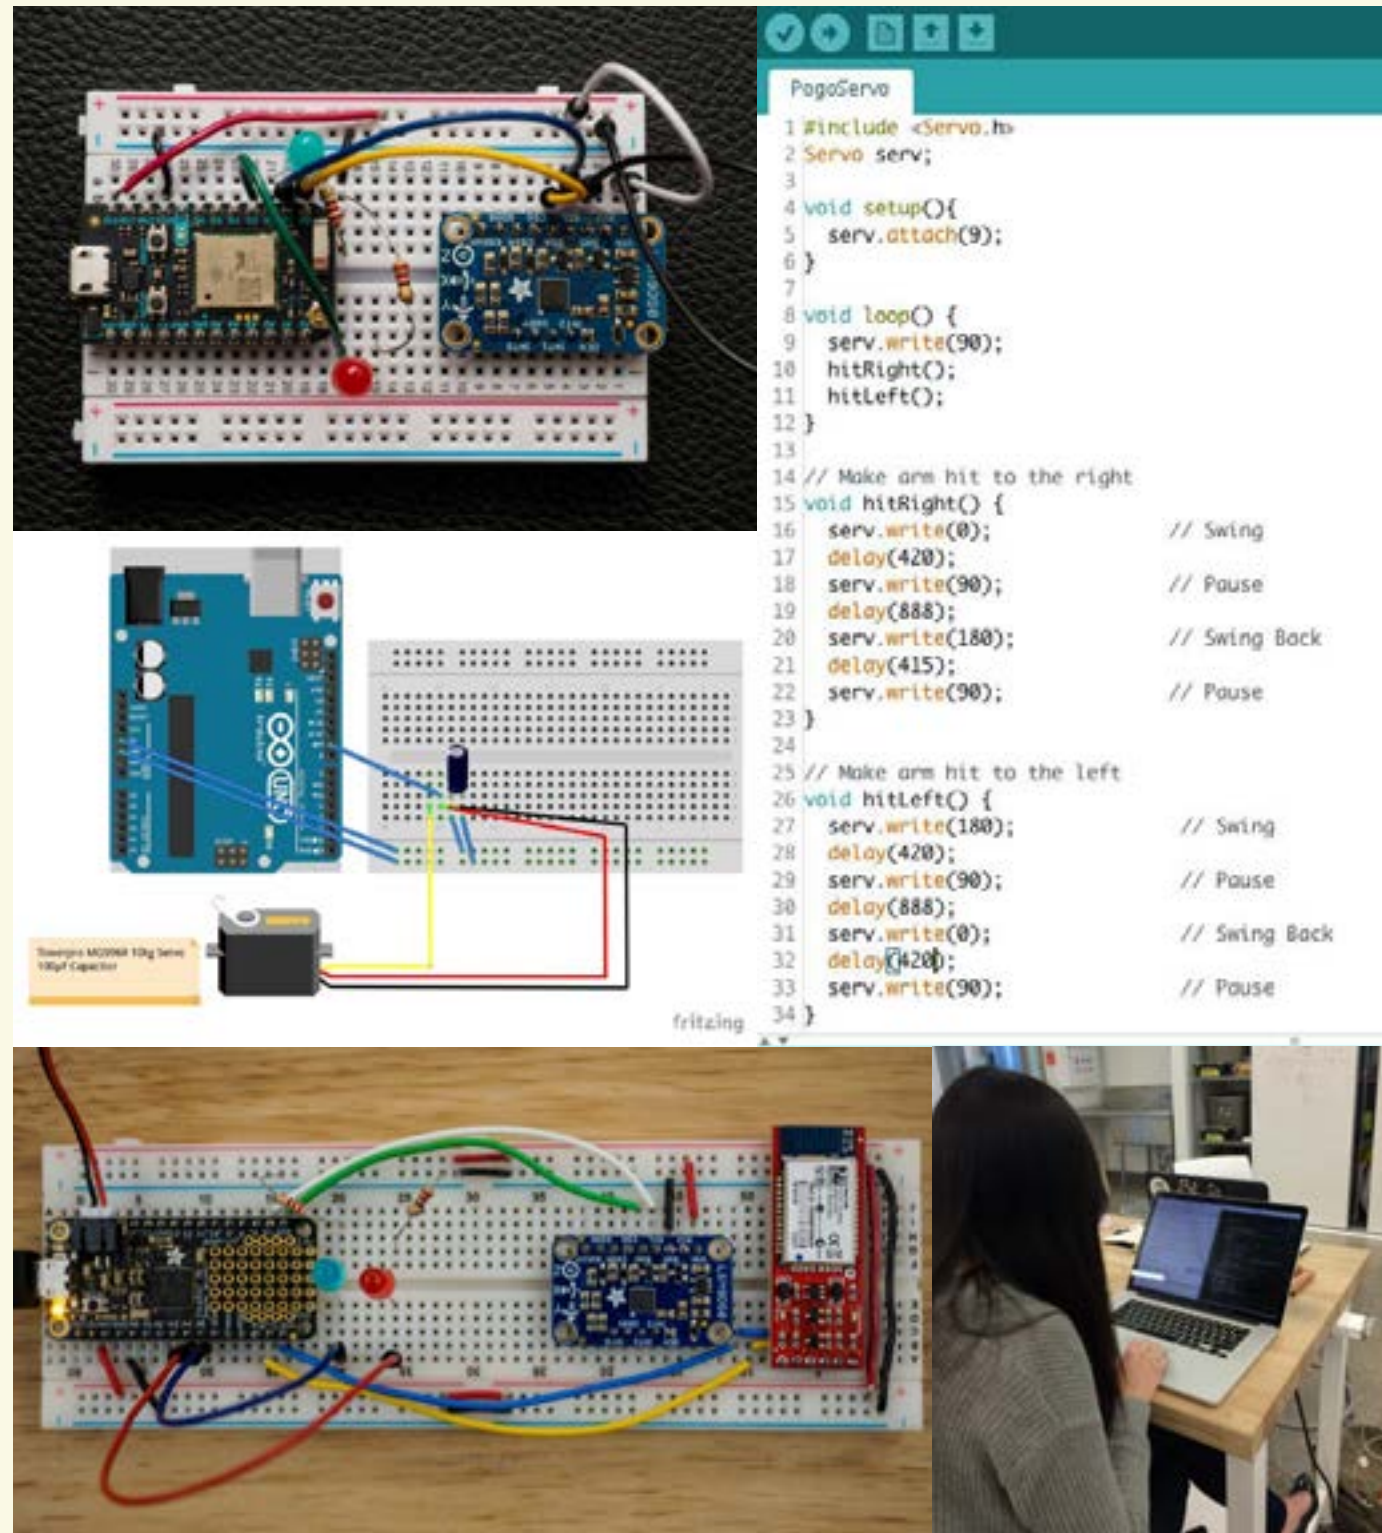 PogoServo
1 #include <Servo.h>
2 Servo serv;
3
4 void setup(){
5 serv.attach(9);
6 }
7
8 void loop() {
9 serv.write(90);
10 hitRight();
11 hitLeft();
12 }
13
14 // Make arm hit to the right
15 void hitRight() {
16 serv.write(0); // Swing
17 delay(420);
18 serv.write(90); // Pause
19 delay(888);
20 serv.write(180); // Swing Back
21 delay(415);
22 serv.write(90); // Pause
23 }
24
25 // Make arm hit to the left
26 void hitLeft() {
27 serv.write(180); // Swing
28 delay(420);
29 serv.write(90); // Pause
30 delay(888);
31 serv.write(0); // Swing Back
32 delay(420);
33 serv.write(90); // Pause
34 }
UNO
10kg Servo
100µF Capacitor
fritzing